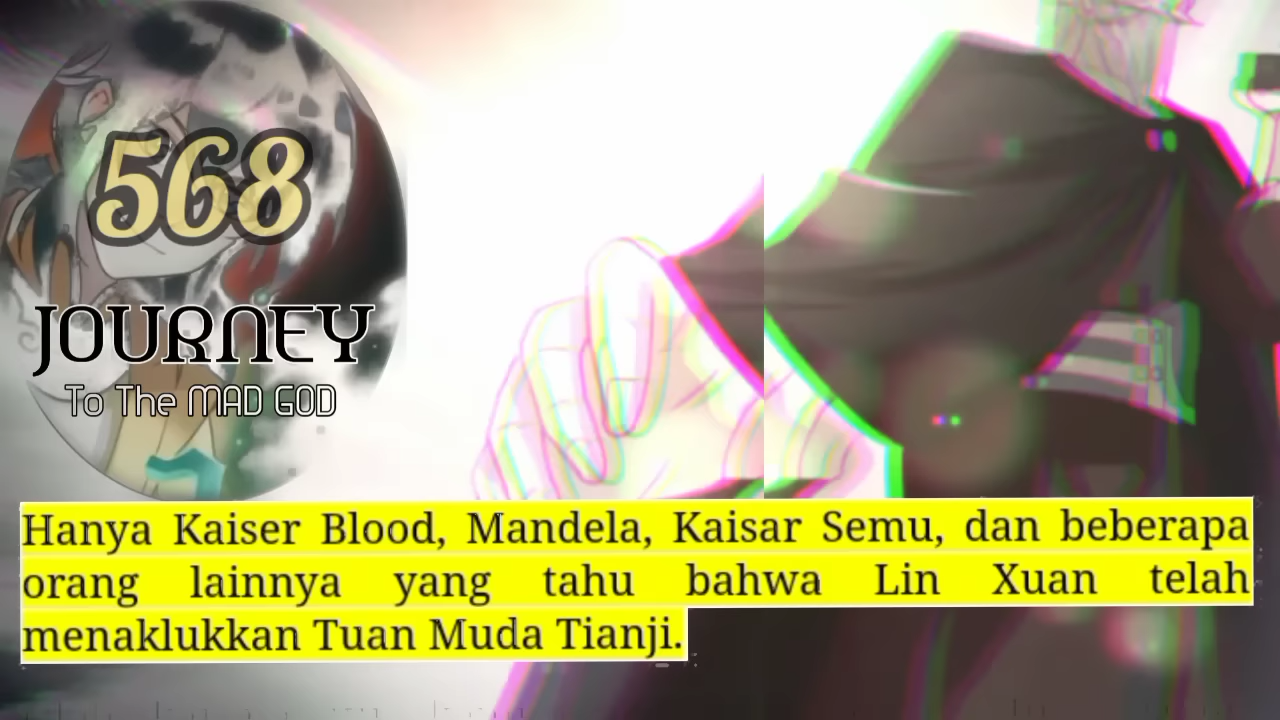 568
JOURNEY
To The MAD GOD
Hanya Kaiser Blood, Mandela, Kaisar Semu, dan beberapa
orang lainnya yang tahu bahwa Lin Xuan telah
menaklukkan Tuan Muda Tianji.